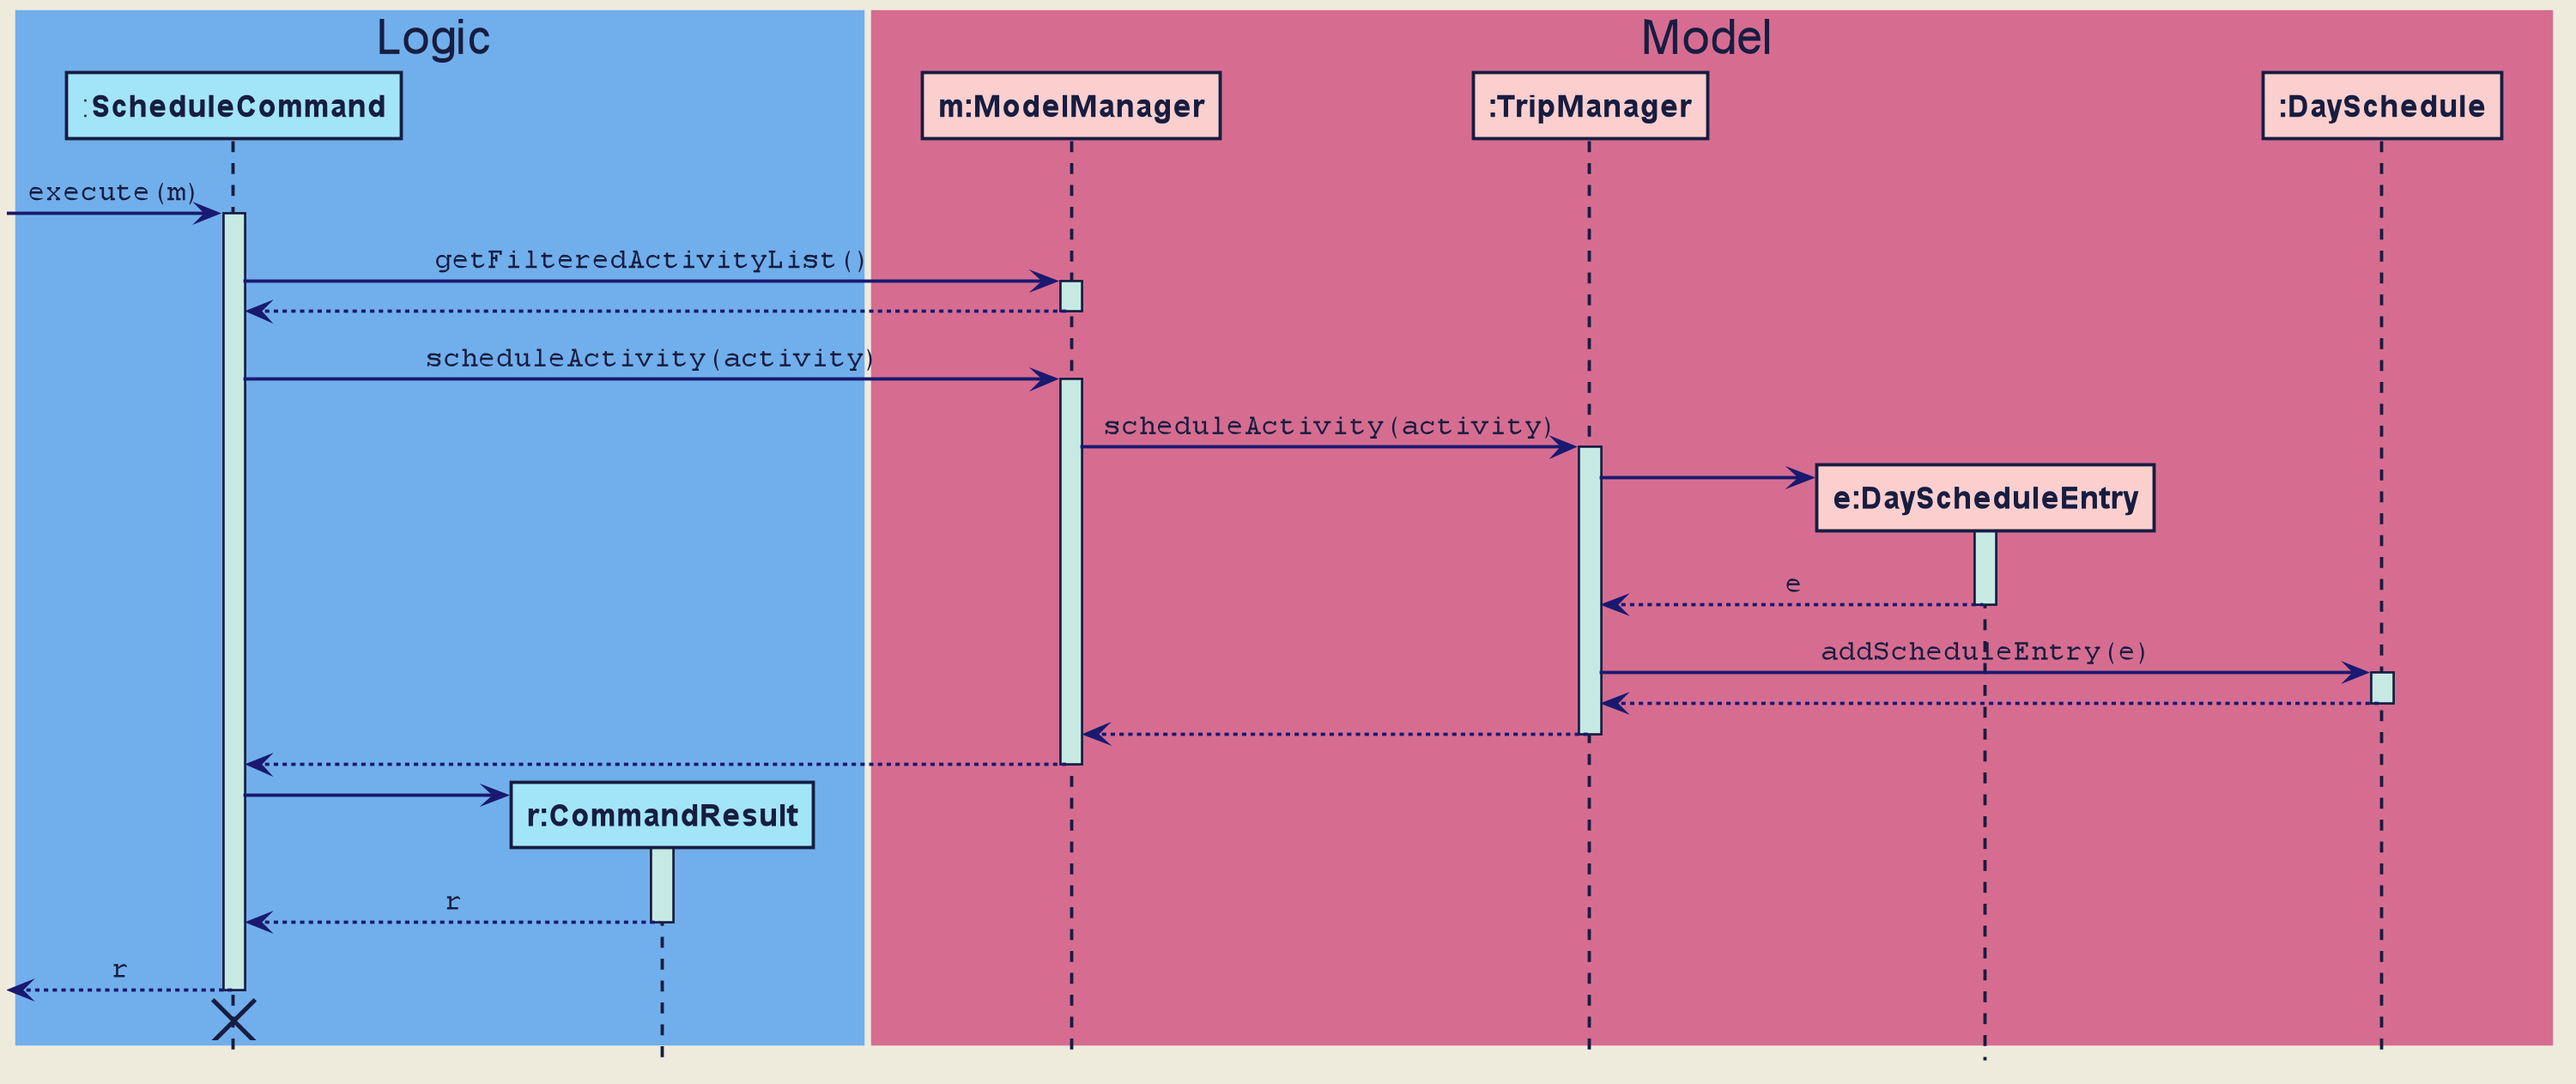 Logic
Model
:ScheduleCommand
m:ModelManager
:TripManager
:DaySchedule
execute(m)
getFilteredActivityList()
scheduleActivity(activity)
scheduleActivity(activity)
e:DayScheduleEntry
e
addScheduleEntry(e)
r:CommandResult
r
r